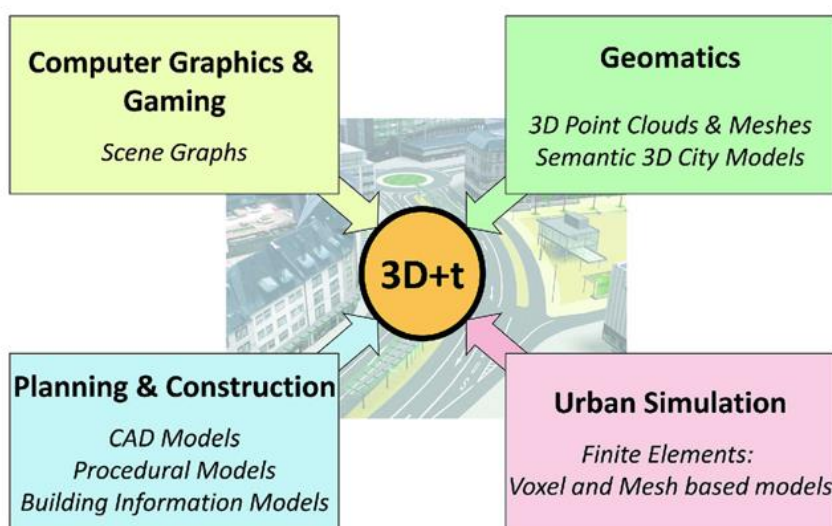 Computer Graphics &
Gaming
Scene Graphs
Geomatics
3D Point Clouds & Meshes
Semantic 3D City Models
3D+t
Planning & Construction
CAD Models
Procedural Models
Building Information Models
Urban Simulation
Finite Elements:
Voxel and Mesh based models